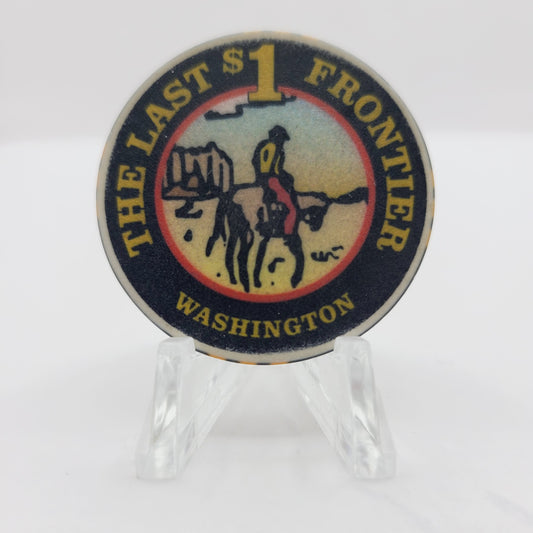 THE LAST $1 FRONTIER
WASHINGTON